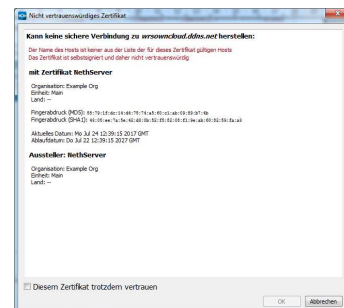 Nicht vertrauenswürdiges Zertifikat
Kann keine sichere Verbindung zu wrsowncloud.ddns.net herstellen:
Der Name des Hosts ist keiner aus der Liste der für dieses Zertifikat gültigen Hosts
Das Zertifikat ist selbstsigniert und daher nicht vertrauenswürdig
mit Zertifikat NethServer
Organisation: Example Org
Einheit: Main
Land: --
Fingerabdruck (MD5):
Fingerabdruck (SHA1):
Aktuelles Datum: Mo Jul 24 12:39:15 2017 GMT
Ablaufdatum: Do Jul 22 12:39:15 2027 GMT
Aussteller: NethServer
Organisation: Example Org
Einheit: Main
Land: --
Diesem Zertifikat trotzdem vertrauen
OK
Abbrechen